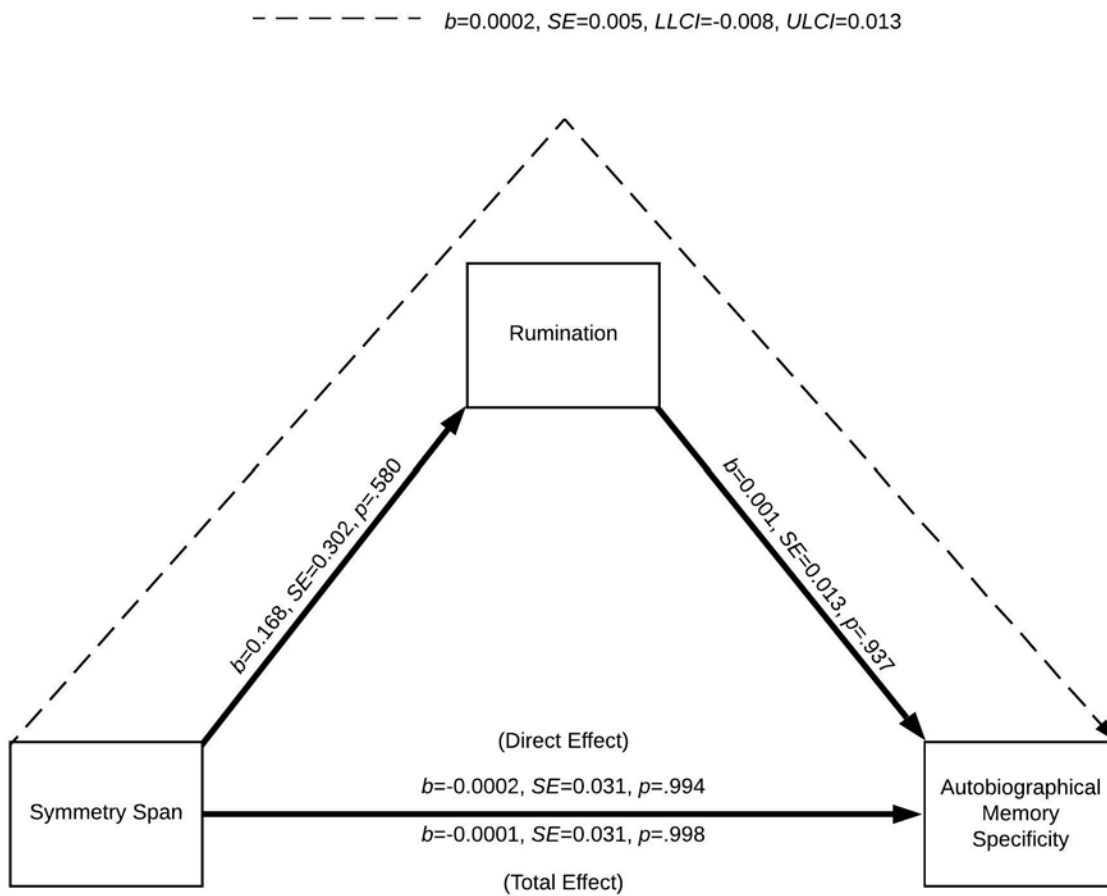 b=0.0002, SE=0.005, LLCI=-0.008, ULCI=0.013
Rumination
b=0.168, SE=0.302, p=.580
b=0.001, SE=0.013, p=.937
(Direct Effect)
b=-0.0002, SE=0.031, p=.994
Symmetry Span
b=-0.0001, SE=0.031, p=.998
(Total Effect)
Autobiographical
Memory
Specificity